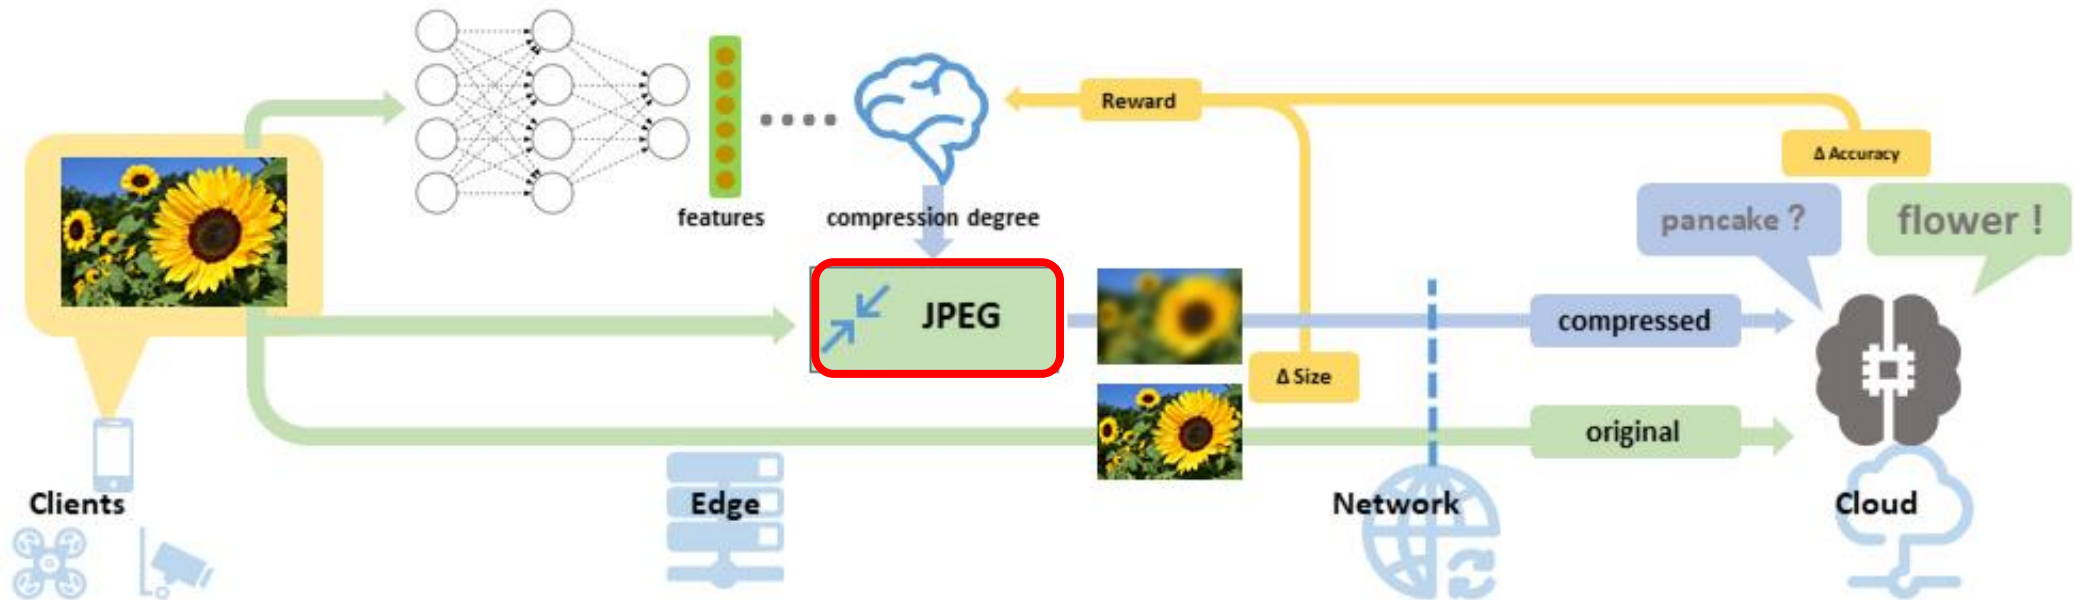 features
compression degree
Reward
Δ Accuracy
pancake ?
flower !
JPEG
compressed
Δ Size
original
Clients
Edge
Network
Cloud